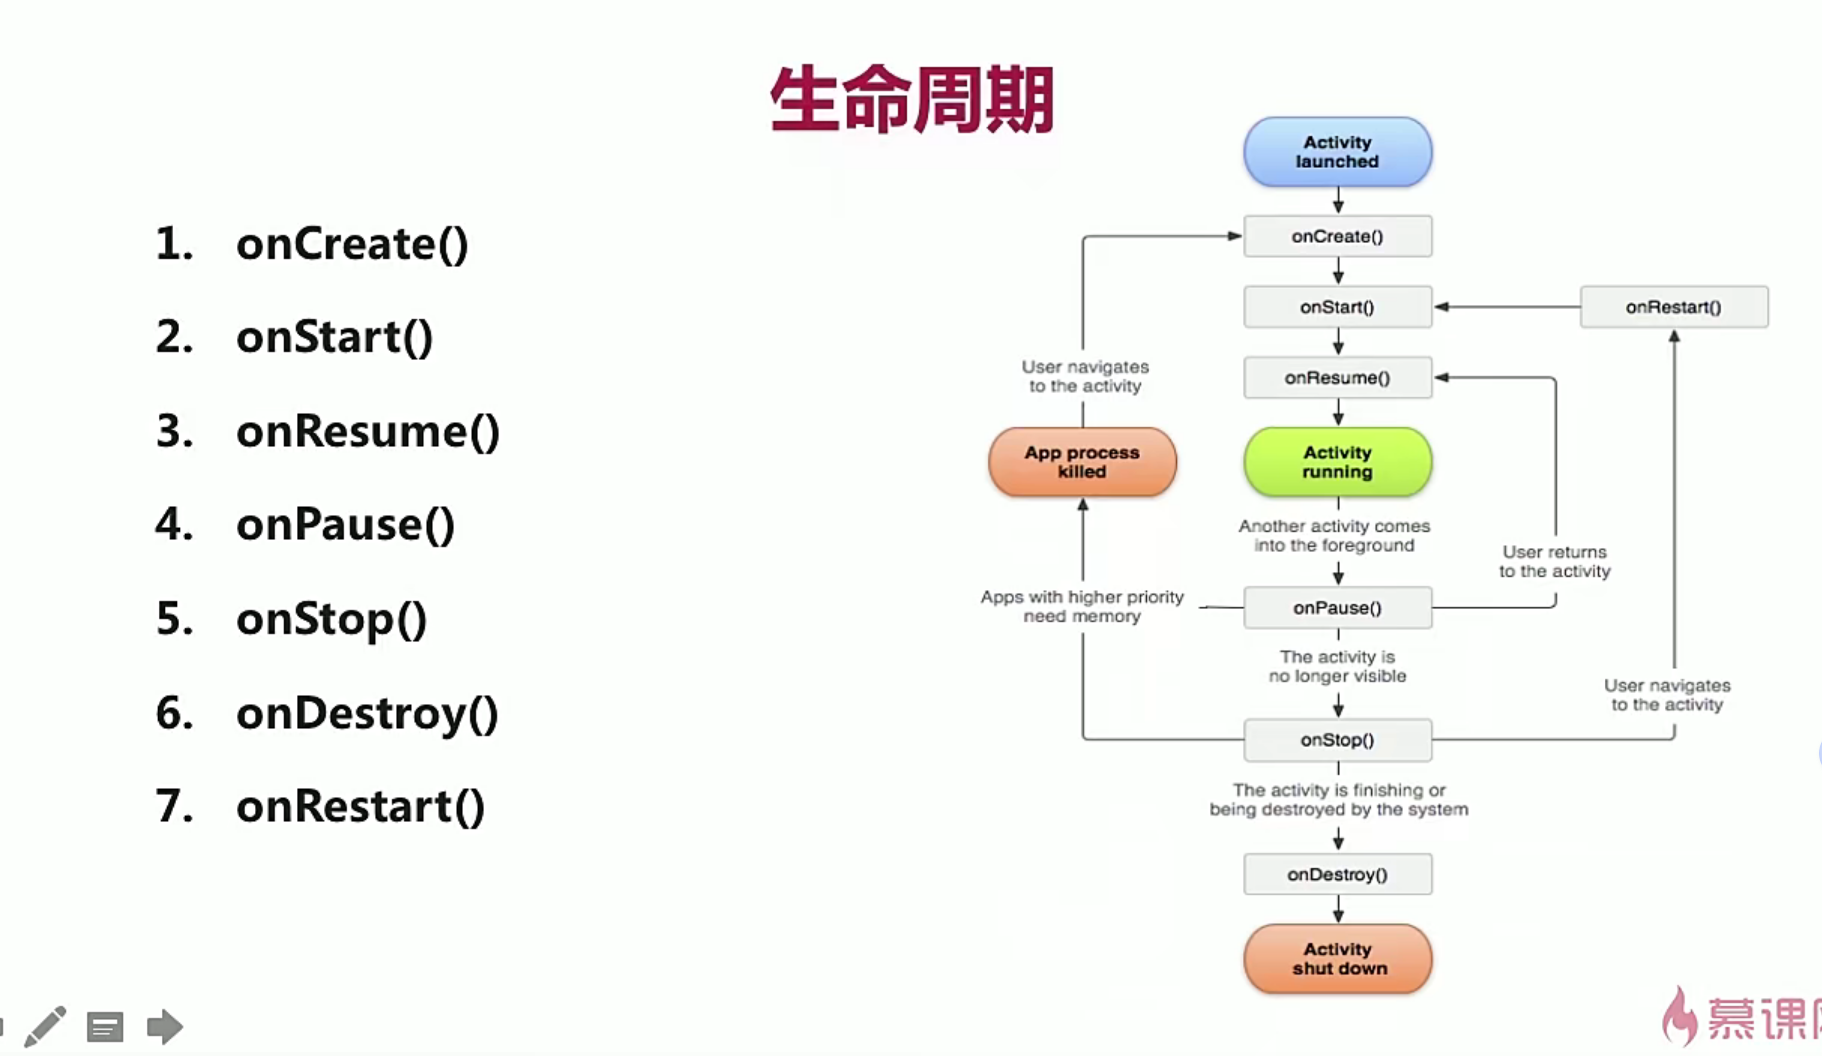 生命周期
1. onCreate()
2. onStart()
3. onResume()
4. onPause()
5. onStop()
6. onDestroy()
7. onRestart()
Activity
launched
onCreate()
onStart()
onRestart()
onResume()
User navigates
to the activity
App process
killed
Activity
running
Another activity comes
into the foreground
User returns
to the activity
Apps with higher priority
need memory
onPause()
The activity is
no longer visible
User navigates
to the activity
onStop()
The activity is finishing or
being destroyed by the system
onDestroy()
Activity
shut down
慕课